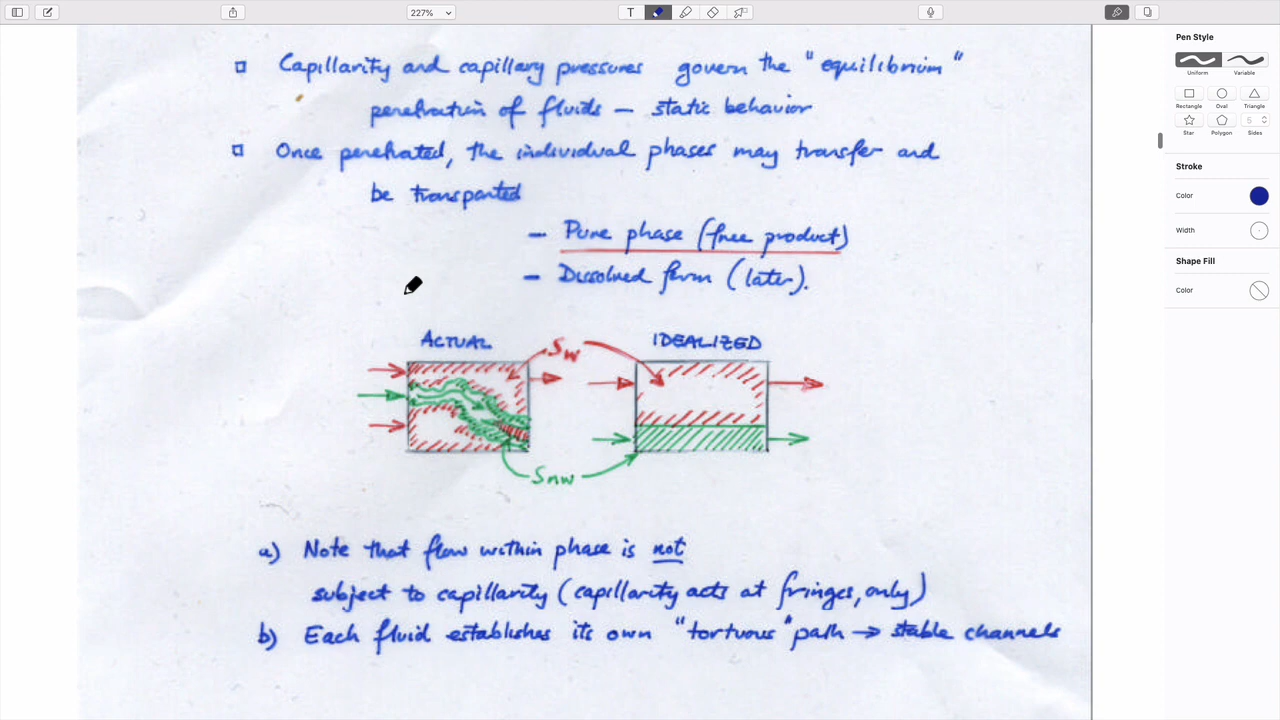 227%
T
Pen Style
Uniform
Variable
Rectangle
Oval
Triangle
5
Star
Polygon
Sides
Stroke
Color
Width
Shape Fill
Color
Capillarity and capillary pressures govern the "equilibrium"
penetration of fluids — static behavior
Once penetrated, the individual phases may transfer and
be transported
- Pure phase (free product)
- Dissolved form (later).
ACTUAL
Sw
IDEALIZED
Snw
a) Note that flow within phase is not
subject to capillarity (capillarity acts at fringes, only)
b) Each fluid establishes its own "tortuous" path → stable channels